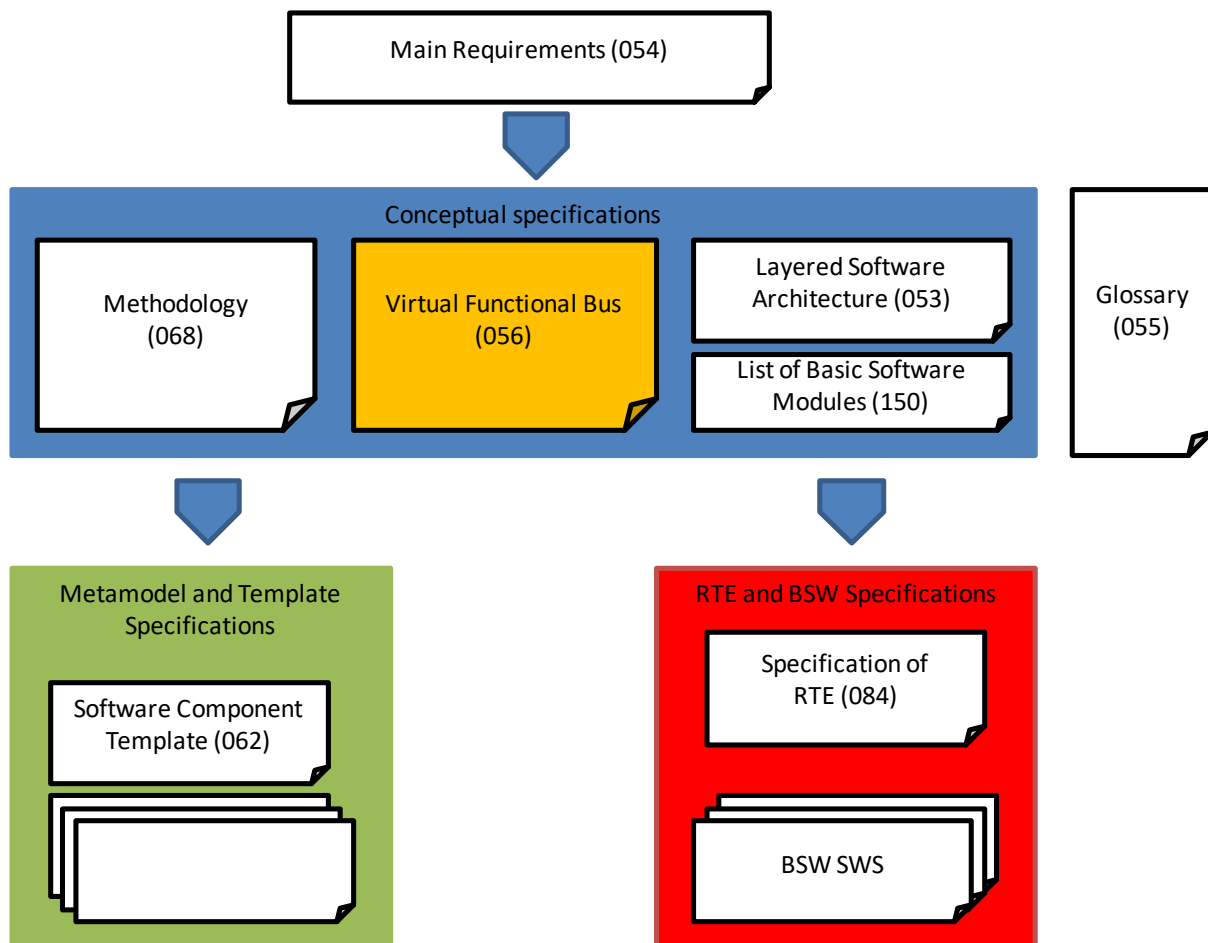 Main Requirements (054)
Conceptual specifications
Methodology
(068)
Virtual Functional Bus
(056)
Layered Software
Architecture (053)
List of Basic Software
Modules (150)
Glossary
(055)
Metamodel and Template
Specifications
Software Component
Template (062)
RTE and BSW Specifications
Specification of
RTE (084)
BSW SWS